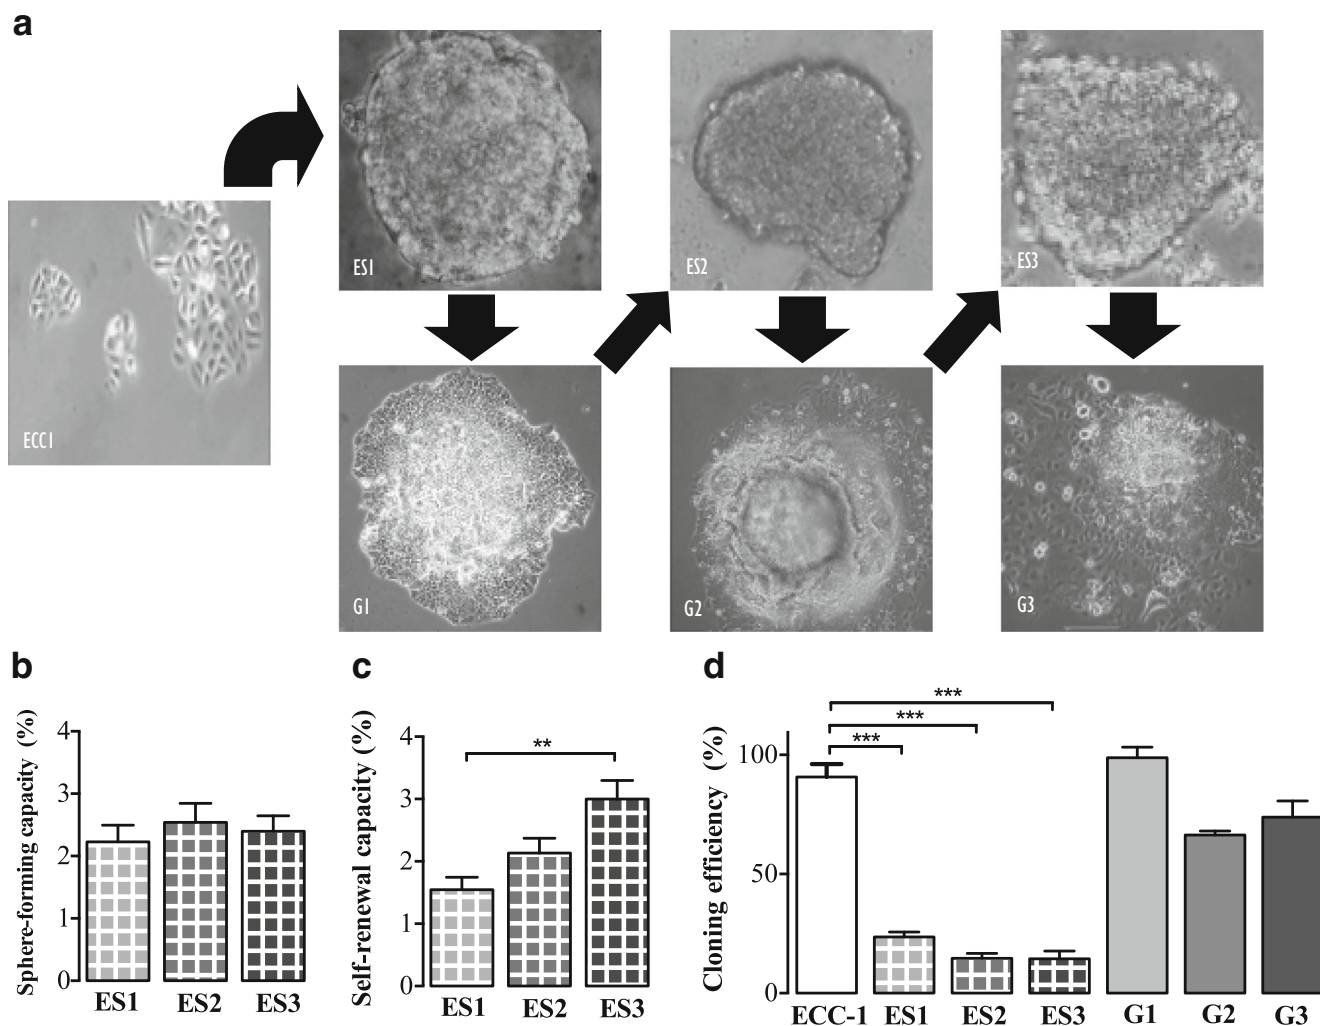 a
ES1
ES2
ES3
ECC1
G1
G2
G3
b
Sphere-forming capacity (%)
4
3
2
1
0
ES1 ES2 ES3
c
Self-renewal capacity (%)
4
3
2
1
0
**
ES1 ES2 ES3
d
Cloning efficiency (%)
100
50
0
***
***
***
ECC-1 ES1 ES2 ES3 G1 G2 G3